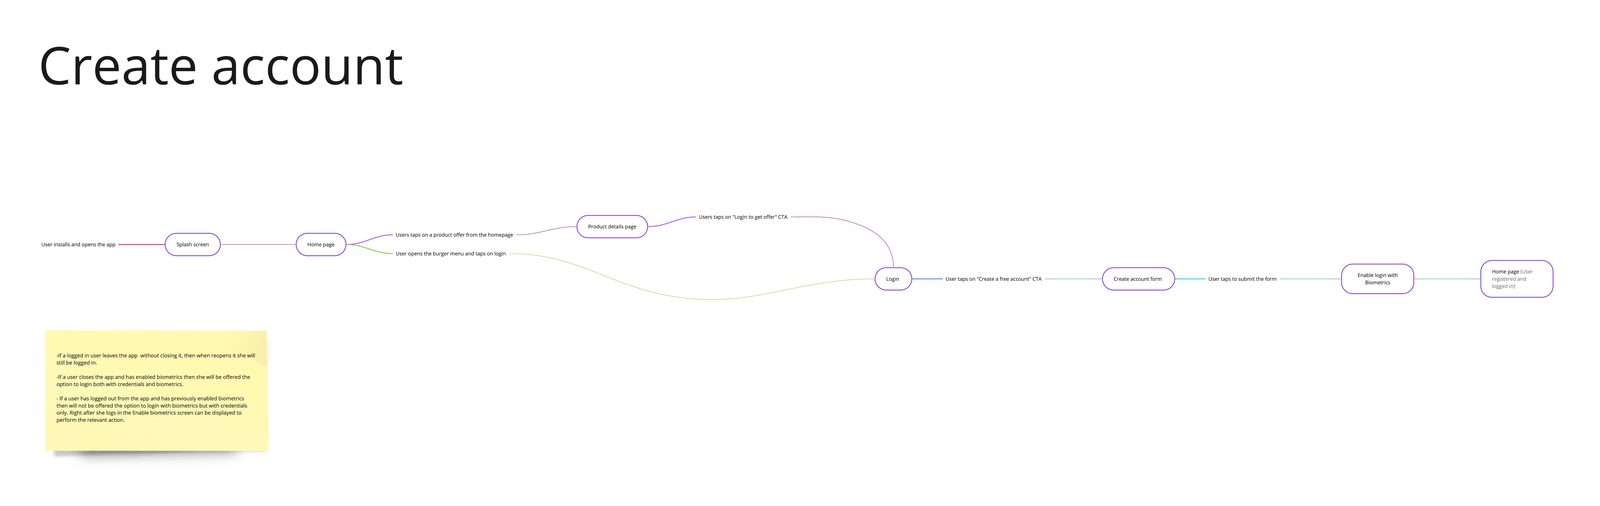 Create account
User installs and opens the app
Splash screen
Home page
Users taps on a product offer from the homepage
User opens the burger menu and taps on login
Product details page
Users taps on "Login to get offer" CTA
Login
User taps on "Create a free account" CTA
Create account form
User taps to submit the form
Enable login with
Biometrics
Home page (User
registered and
logged in)
-If a logged in user leaves the app without closing it, then when reopens it she will
still be logged in.
-If a user closes the app and has enabled biometrics then she will be offered the
option to login both with credentials and biometrics.
- If a user has logged out from the app and has previously enabled biometrics
then will not be offered the option to login with biometrics but with credentials
only. Right after she logs in the Enable biometrics screen can be displayed to
perform the relevant action.